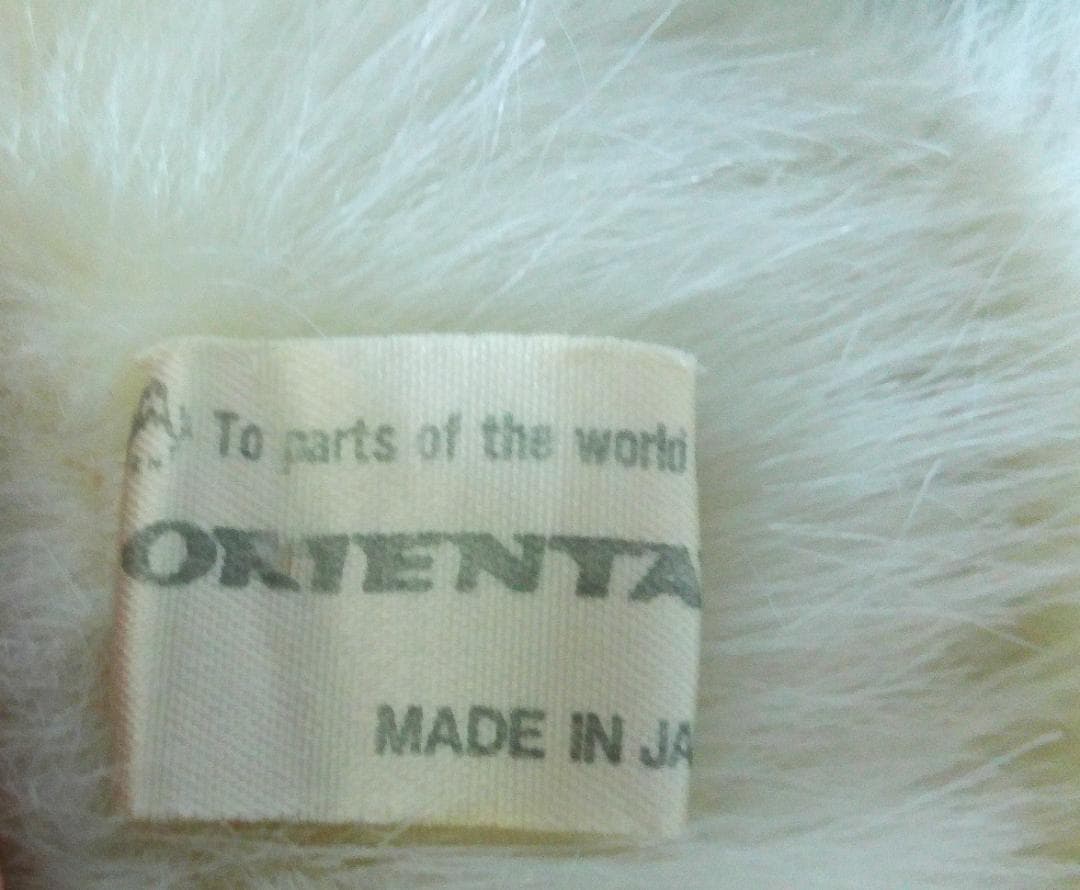 To parts of the world
ORIENTA
MADE IN JA